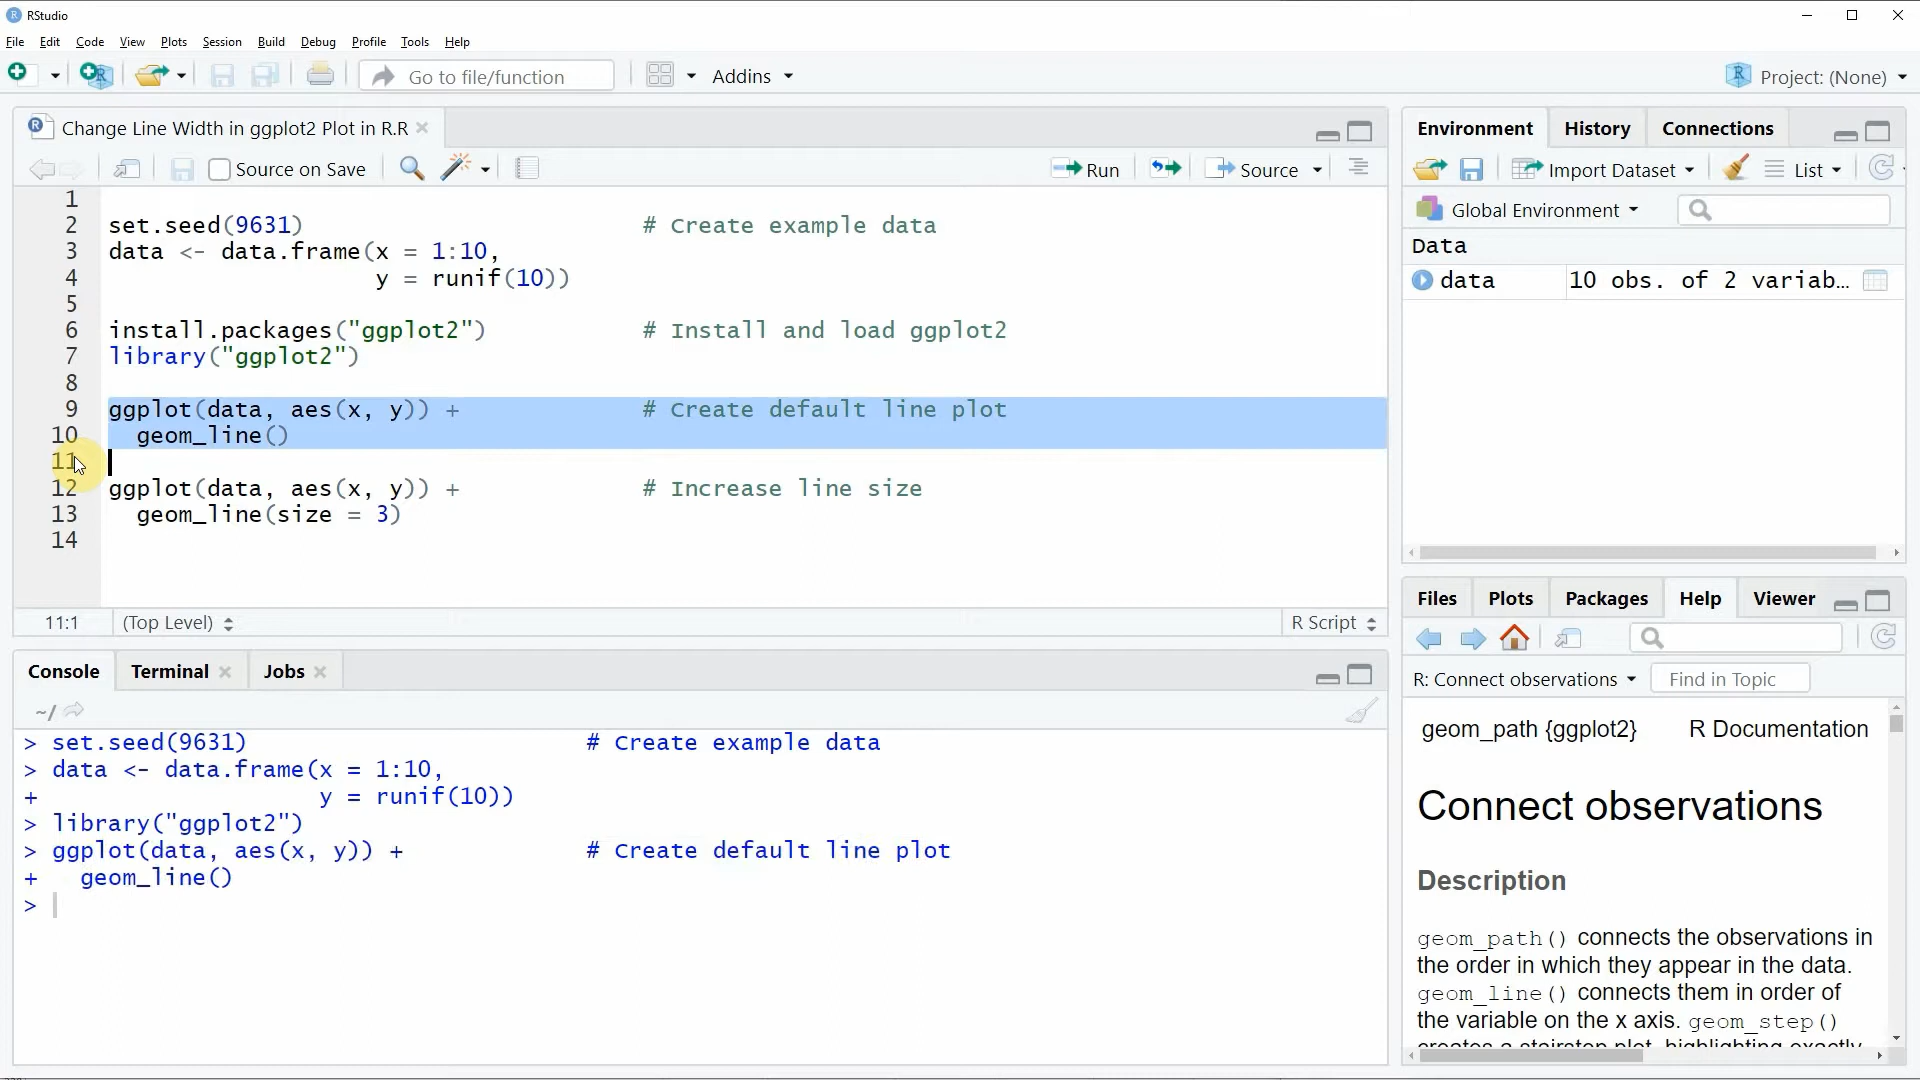 RStudio
File Edit Code View Plots Session Build Debug Profile Tools Help
Go to file/function
Addins
Project: (None)
Change Line Width in ggplot2 Plot in R.R
Source on Save
Run
Source
1
2 set.seed(9631) # Create example data
3 data <- data.frame(x = 1:10,
4 y = runif(10))
5
6 install.packages("ggplot2") # Install and load ggplot2
7 library("ggplot2")
8
9 ggplot(data, aes(x, y)) + # Create default line plot
10 geom_line()
11
12 ggplot(data, aes(x, y)) + # Increase line size
13 geom_line(size = 3)
14
11:1 (Top Level) R Script
Console Terminal Jobs
~/
> set.seed(9631) # Create example data
> data <- data.frame(x = 1:10,
+ y = runif(10))
> library("ggplot2")
> ggplot(data, aes(x, y)) + # Create default line plot
+ geom_line()
>
Environment History Connections
Import Dataset List
Global Environment
Data
data 10 obs. of 2 variab…
Files Plots Packages Help Viewer
R: Connect observations Find in Topic
geom_path {ggplot2} R Documentation
Connect observations
Description
geom_path() connects the observations in
the order in which they appear in the data.
geom_line() connects them in order of
the variable on the x axis. geom_step()
creates a stairstep plot, highlighting exactly